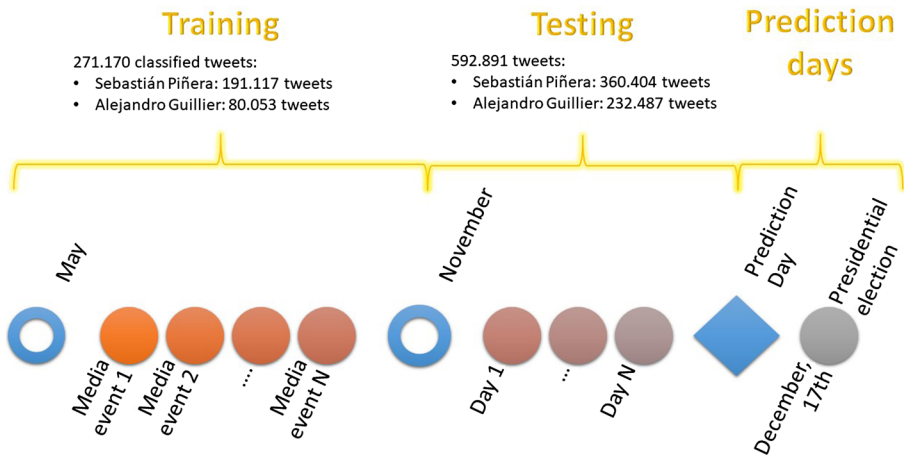 Training
271.170 classified tweets:
• Sebastián Piñera: 191.117 tweets
• Alejandro Guillier: 80.053 tweets
Testing
592.891 tweets:
• Sebastián Piñera: 360.404 tweets
• Alejandro Guillier: 232.487 tweets
Prediction
days
May
Media
event 1
Media
event 2
....
Media
event N
November
Day 1
...
Day N
Prediction
Day
Presidential
election
December,
17th